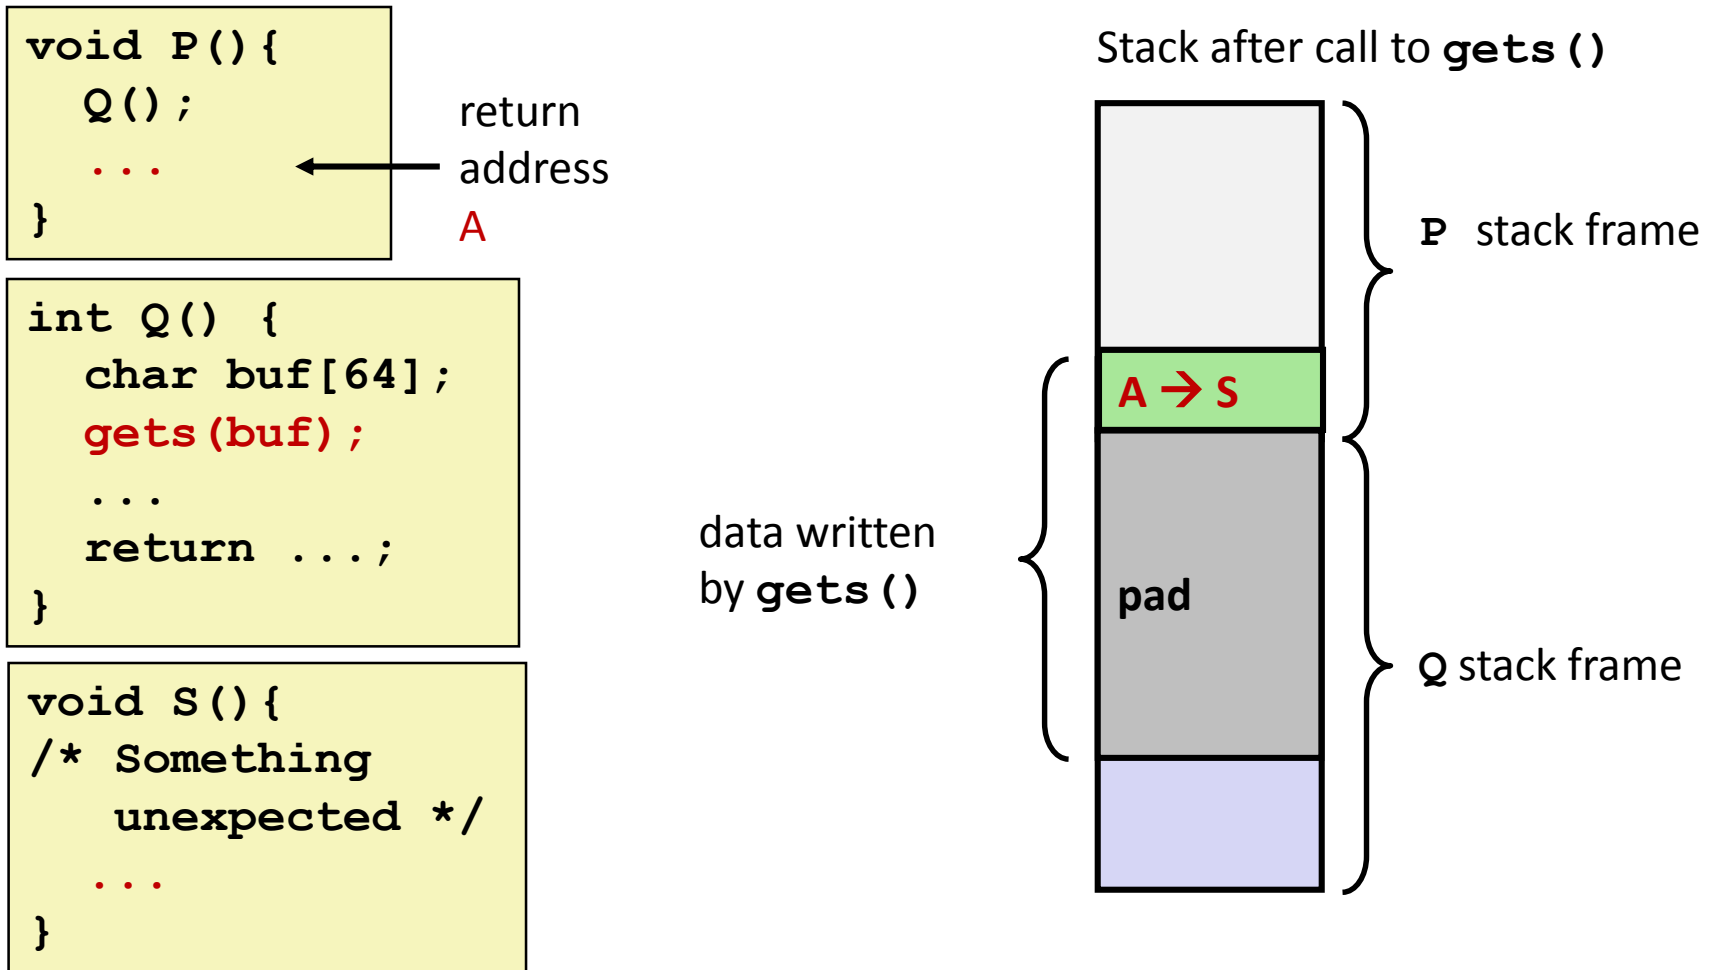 void P(){
  Q();
  ...
}
return
address
A
int Q() {
  char buf[64];
  gets(buf);
  ...
  return ...;
}
void S(){
/* Something
   unexpected */
  ...
}
Stack after call to gets()
P stack frame
A → S
data written
by gets()
pad
Q stack frame